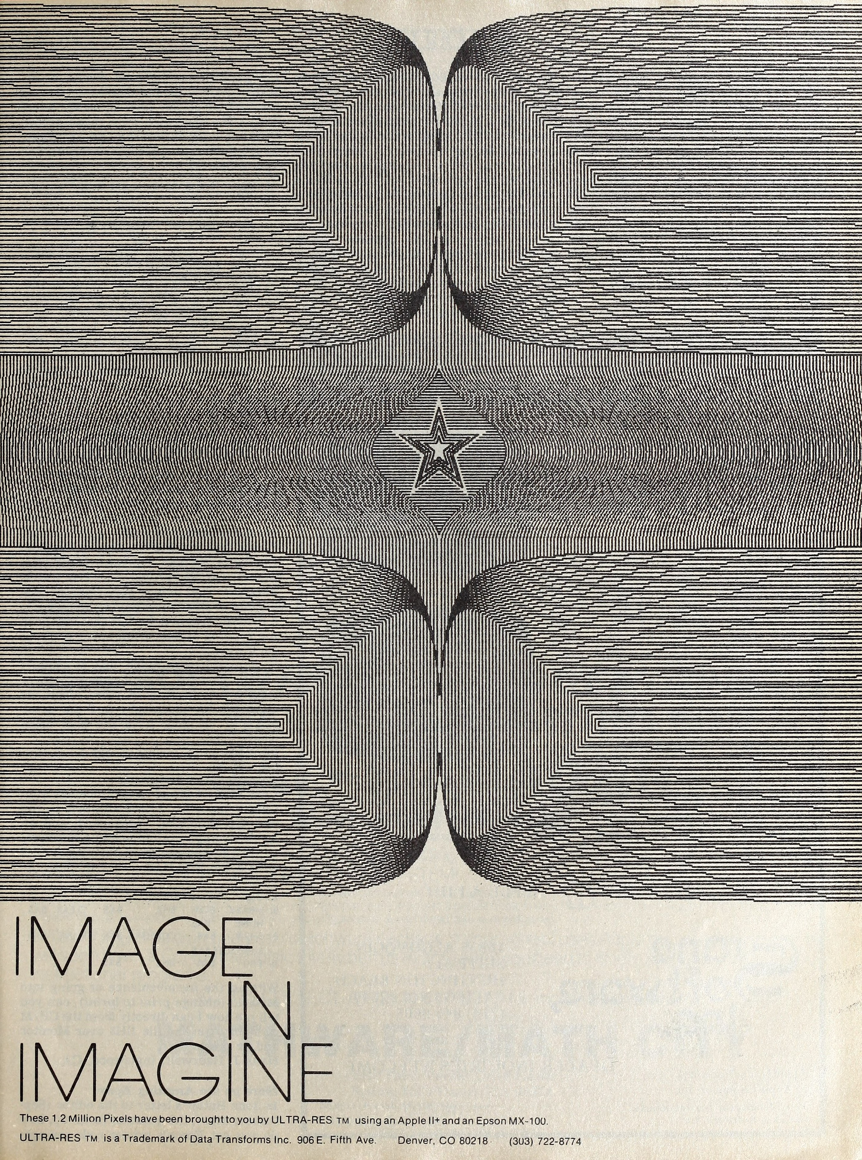 IMAGE
IN
IMAGINE
These 1.2 Million Pixels have been brought to you by ULTRA-RES TM using an Apple II+ and an Epson MX-100.
ULTRA-RES TM is a Trademark of Data Transforms Inc. 906 E. Fifth Ave. Denver, CO 80218 (303) 722-8774